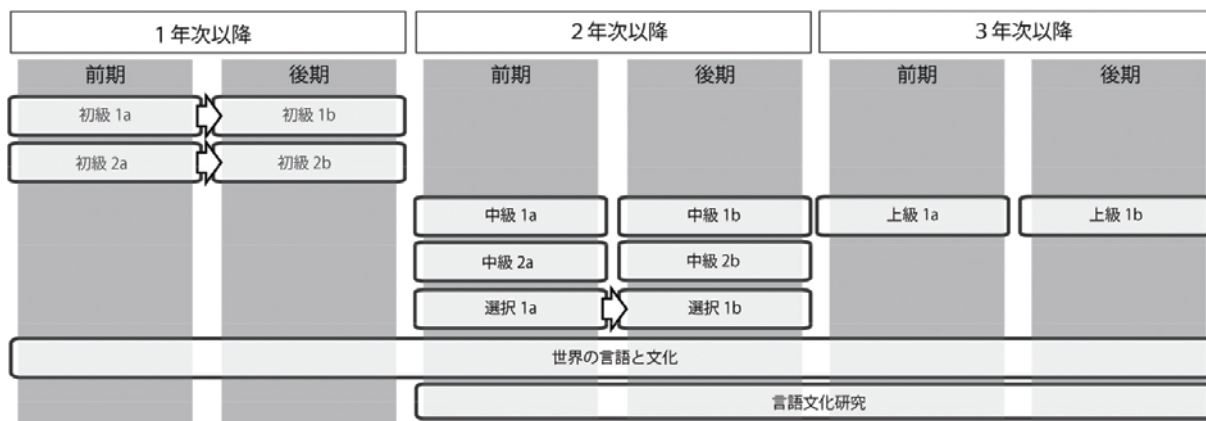 1年次以降 2年次以降 3年次以降
前期 後期 前期 後期 前期 後期
初級 1a 初級 1b
初級 2a 初級 2b
中級 1a 中級 1b 上級 1a 上級 1b
中級 2a 中級 2b
選択 1a 選択 1b
世界の言語と文化
言語文化研究